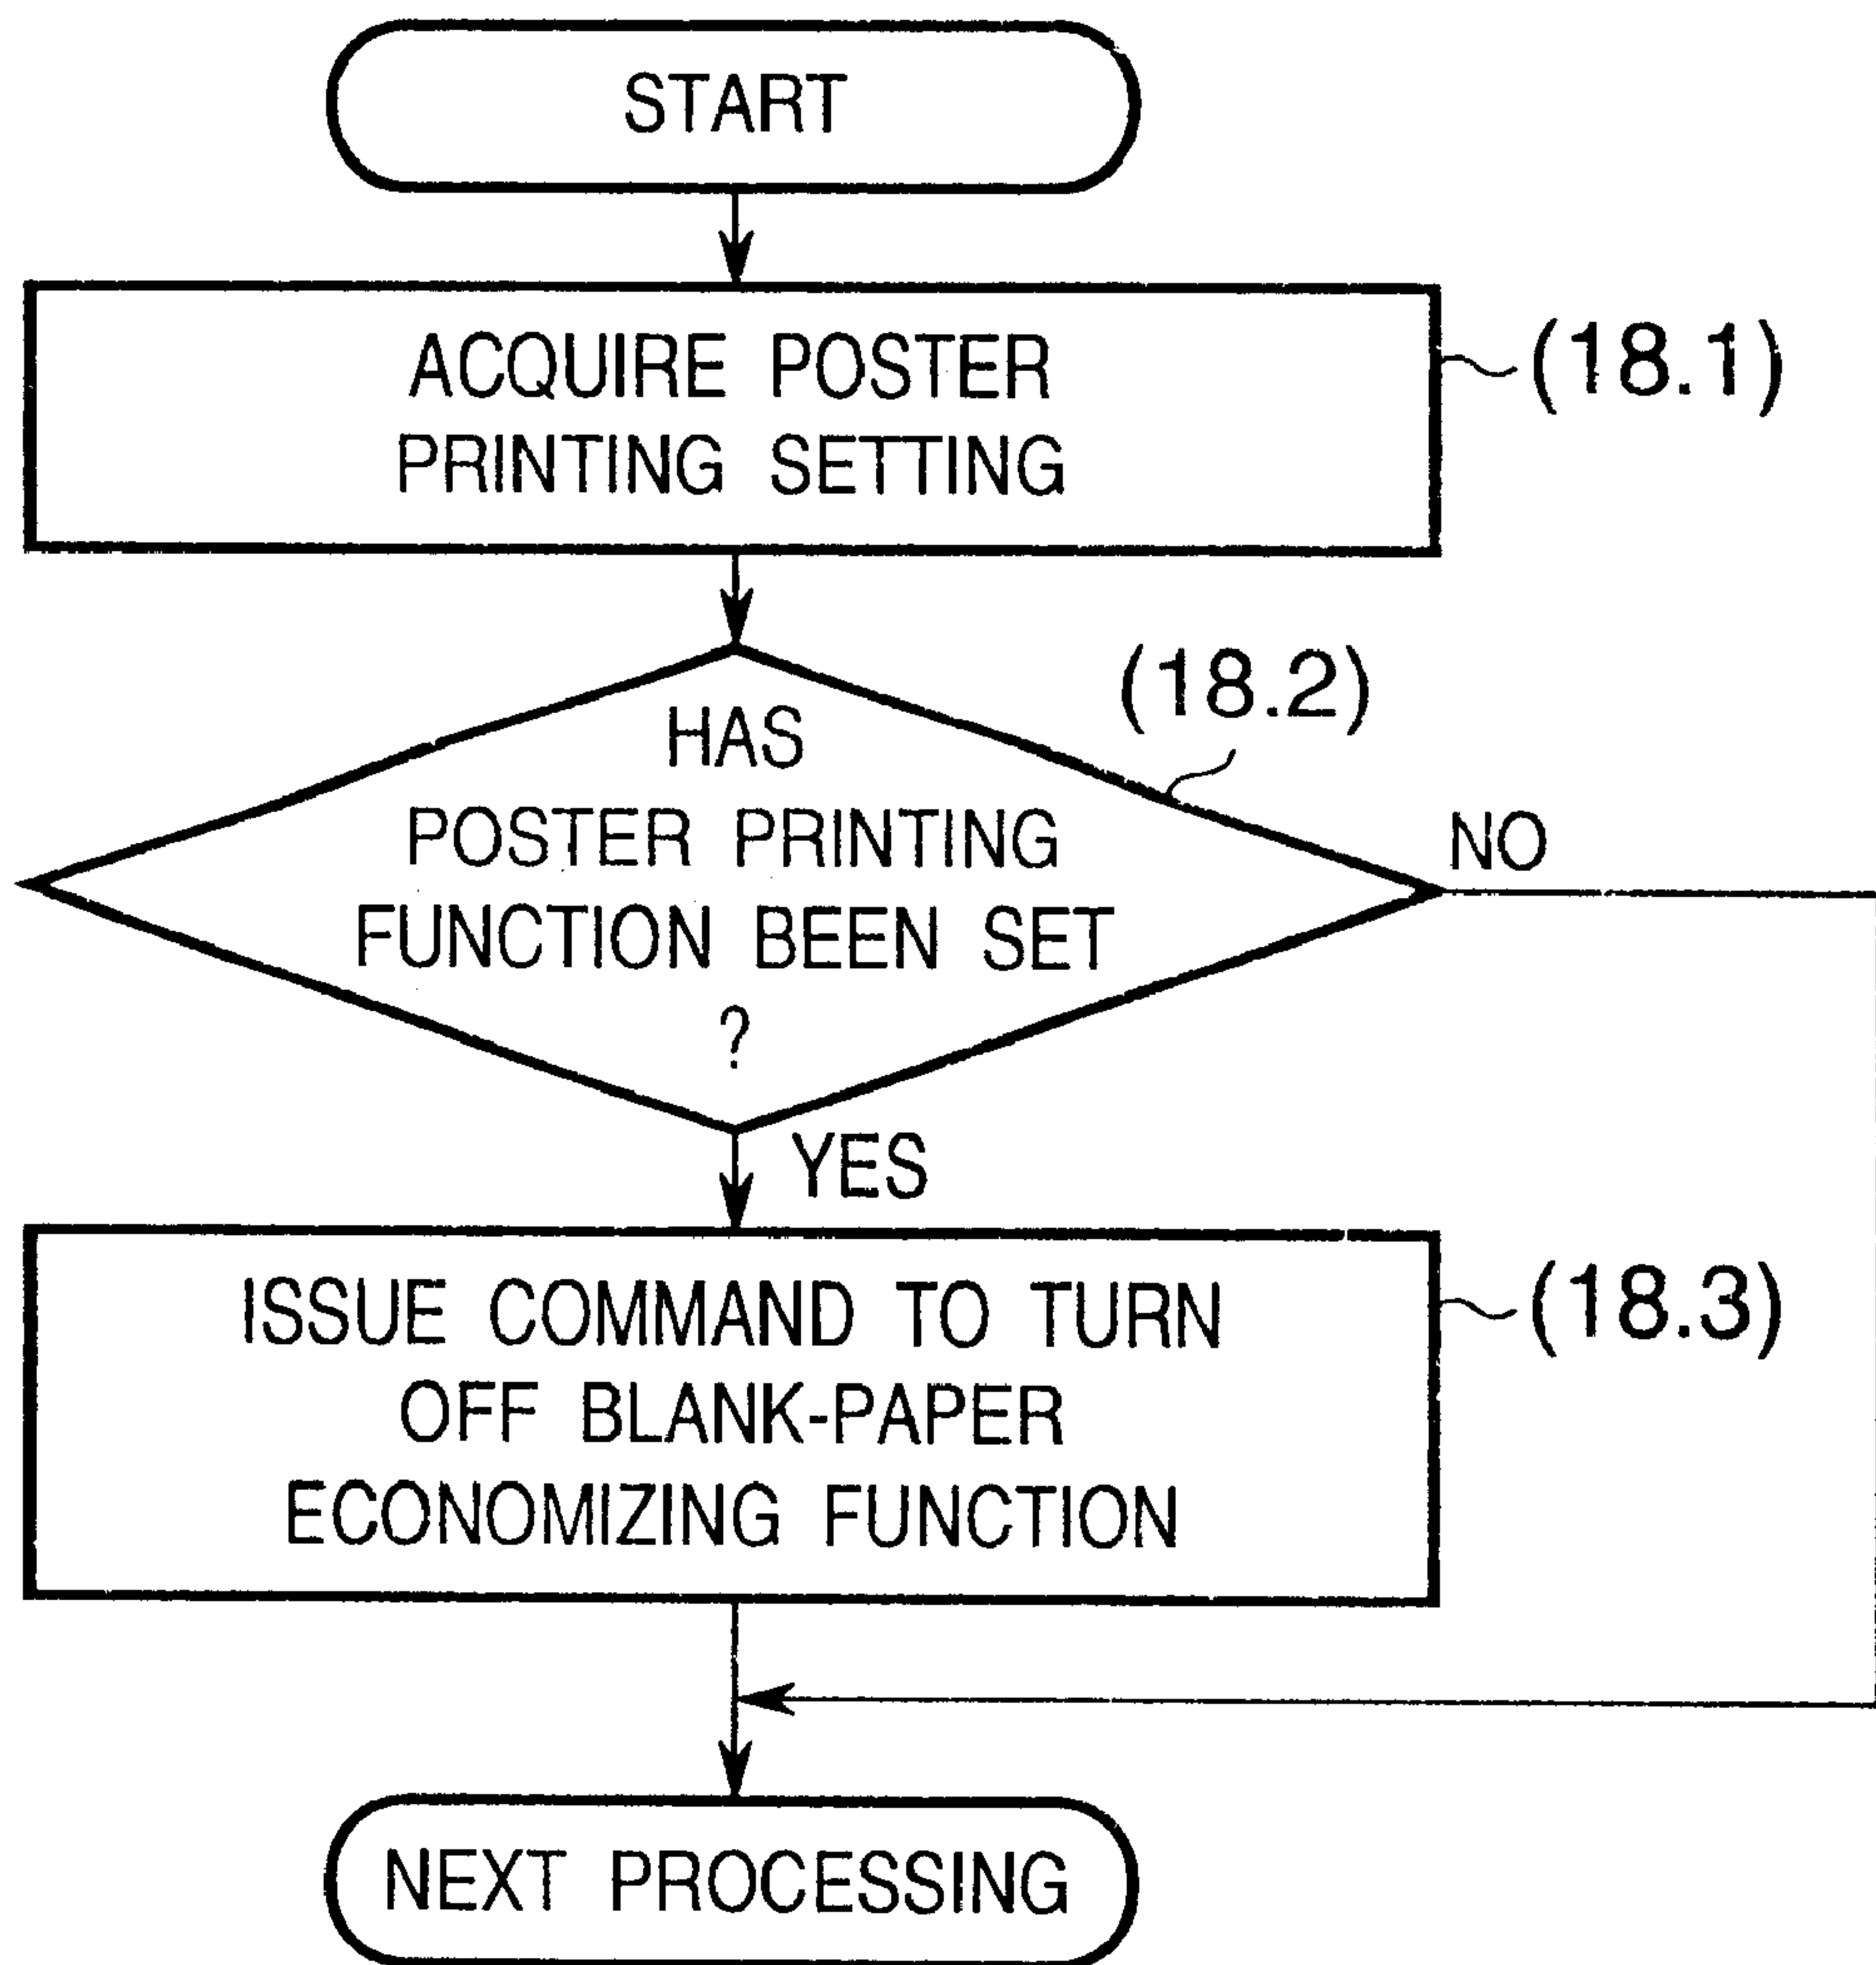 START
ACQUIRE POSTER
PRINTING SETTING
(18.1)
HAS
POSTER PRINTING
FUNCTION BEEN SET
?
(18.2)
NO
YES
ISSUE COMMAND TO TURN
OFF BLANK-PAPER
ECONOMIZING FUNCTION
(18.3)
NEXT PROCESSING